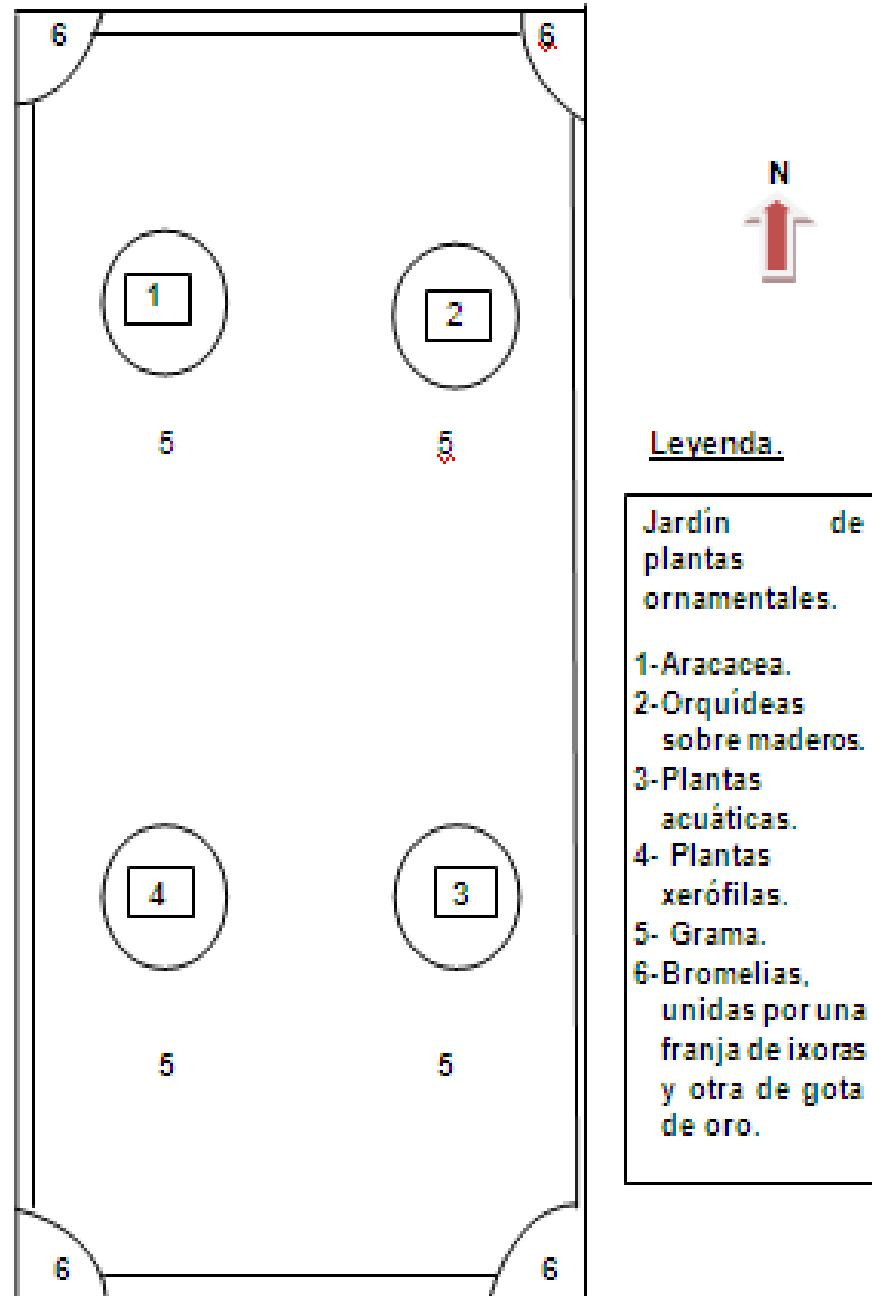 6 6
N
1 2
5 5
Leyenda.
Jardín de
plantas
ornamentales.
1-Aracacea.
2-Orquídeas
sobre maderos.
3-Plantas
acuáticas.
4- Plantas
xerófilas.
5- Grama.
6-Bromelias,
unidas por una
franja de ixoras
y otra de gota
de oro.
4 3
5 5
6 6